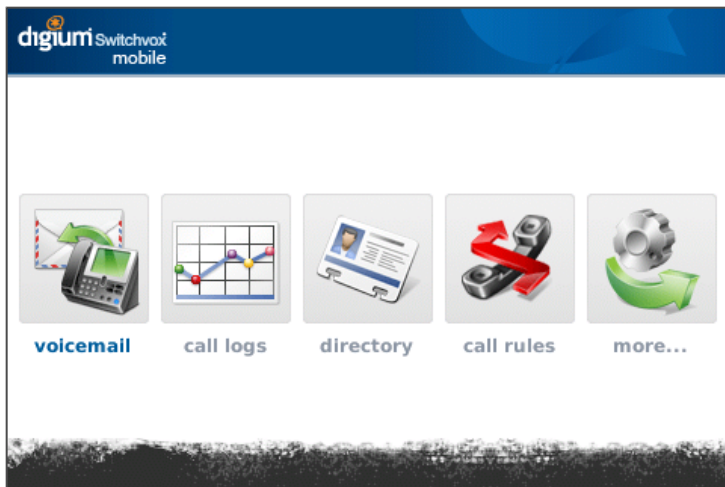 digium Switchvox
mobile
voicemail call logs directory call rules more...